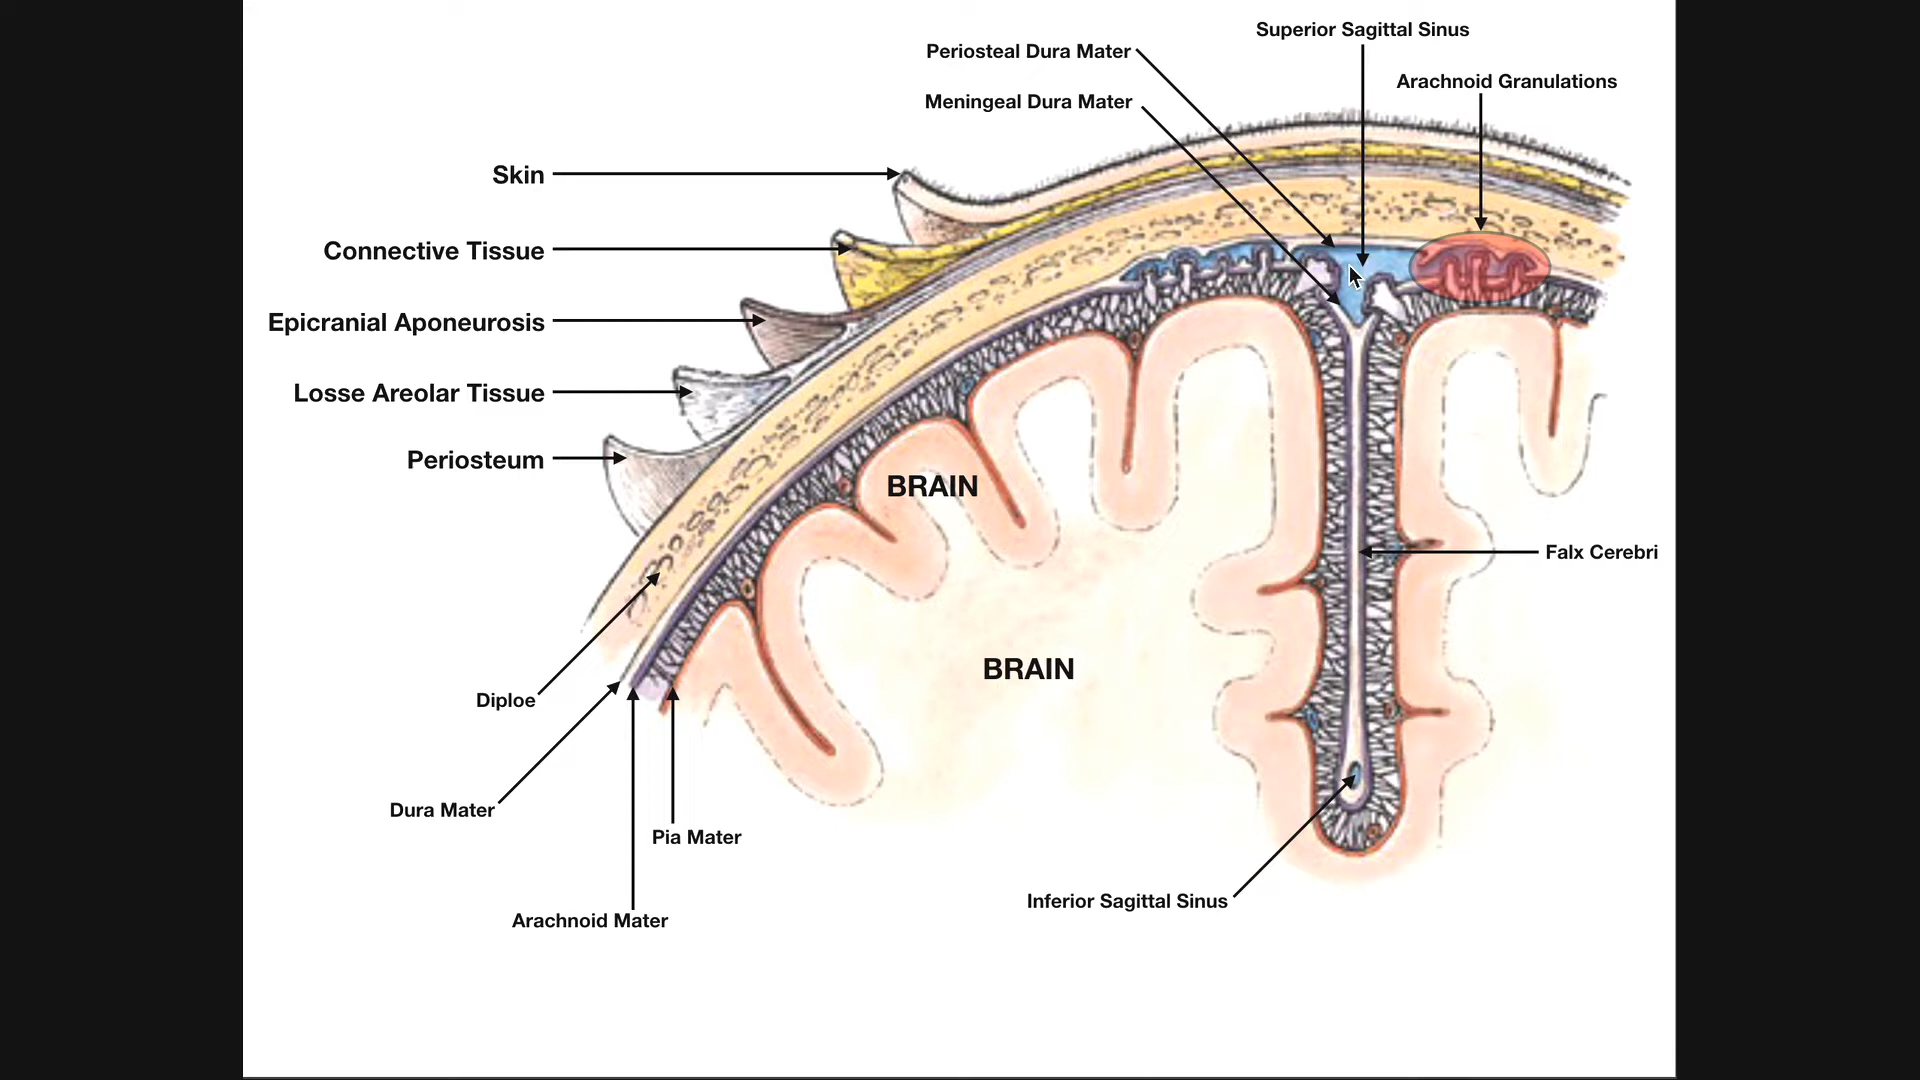 Superior Sagittal Sinus
Periosteal Dura Mater
Arachnoid Granulations
Meningeal Dura Mater
Skin
Connective Tissue
Epicranial Aponeurosis
Losse Areolar Tissue
Periosteum
BRAIN
Falx Cerebri
BRAIN
Diploe
Dura Mater
Pia Mater
Inferior Sagittal Sinus
Arachnoid Mater